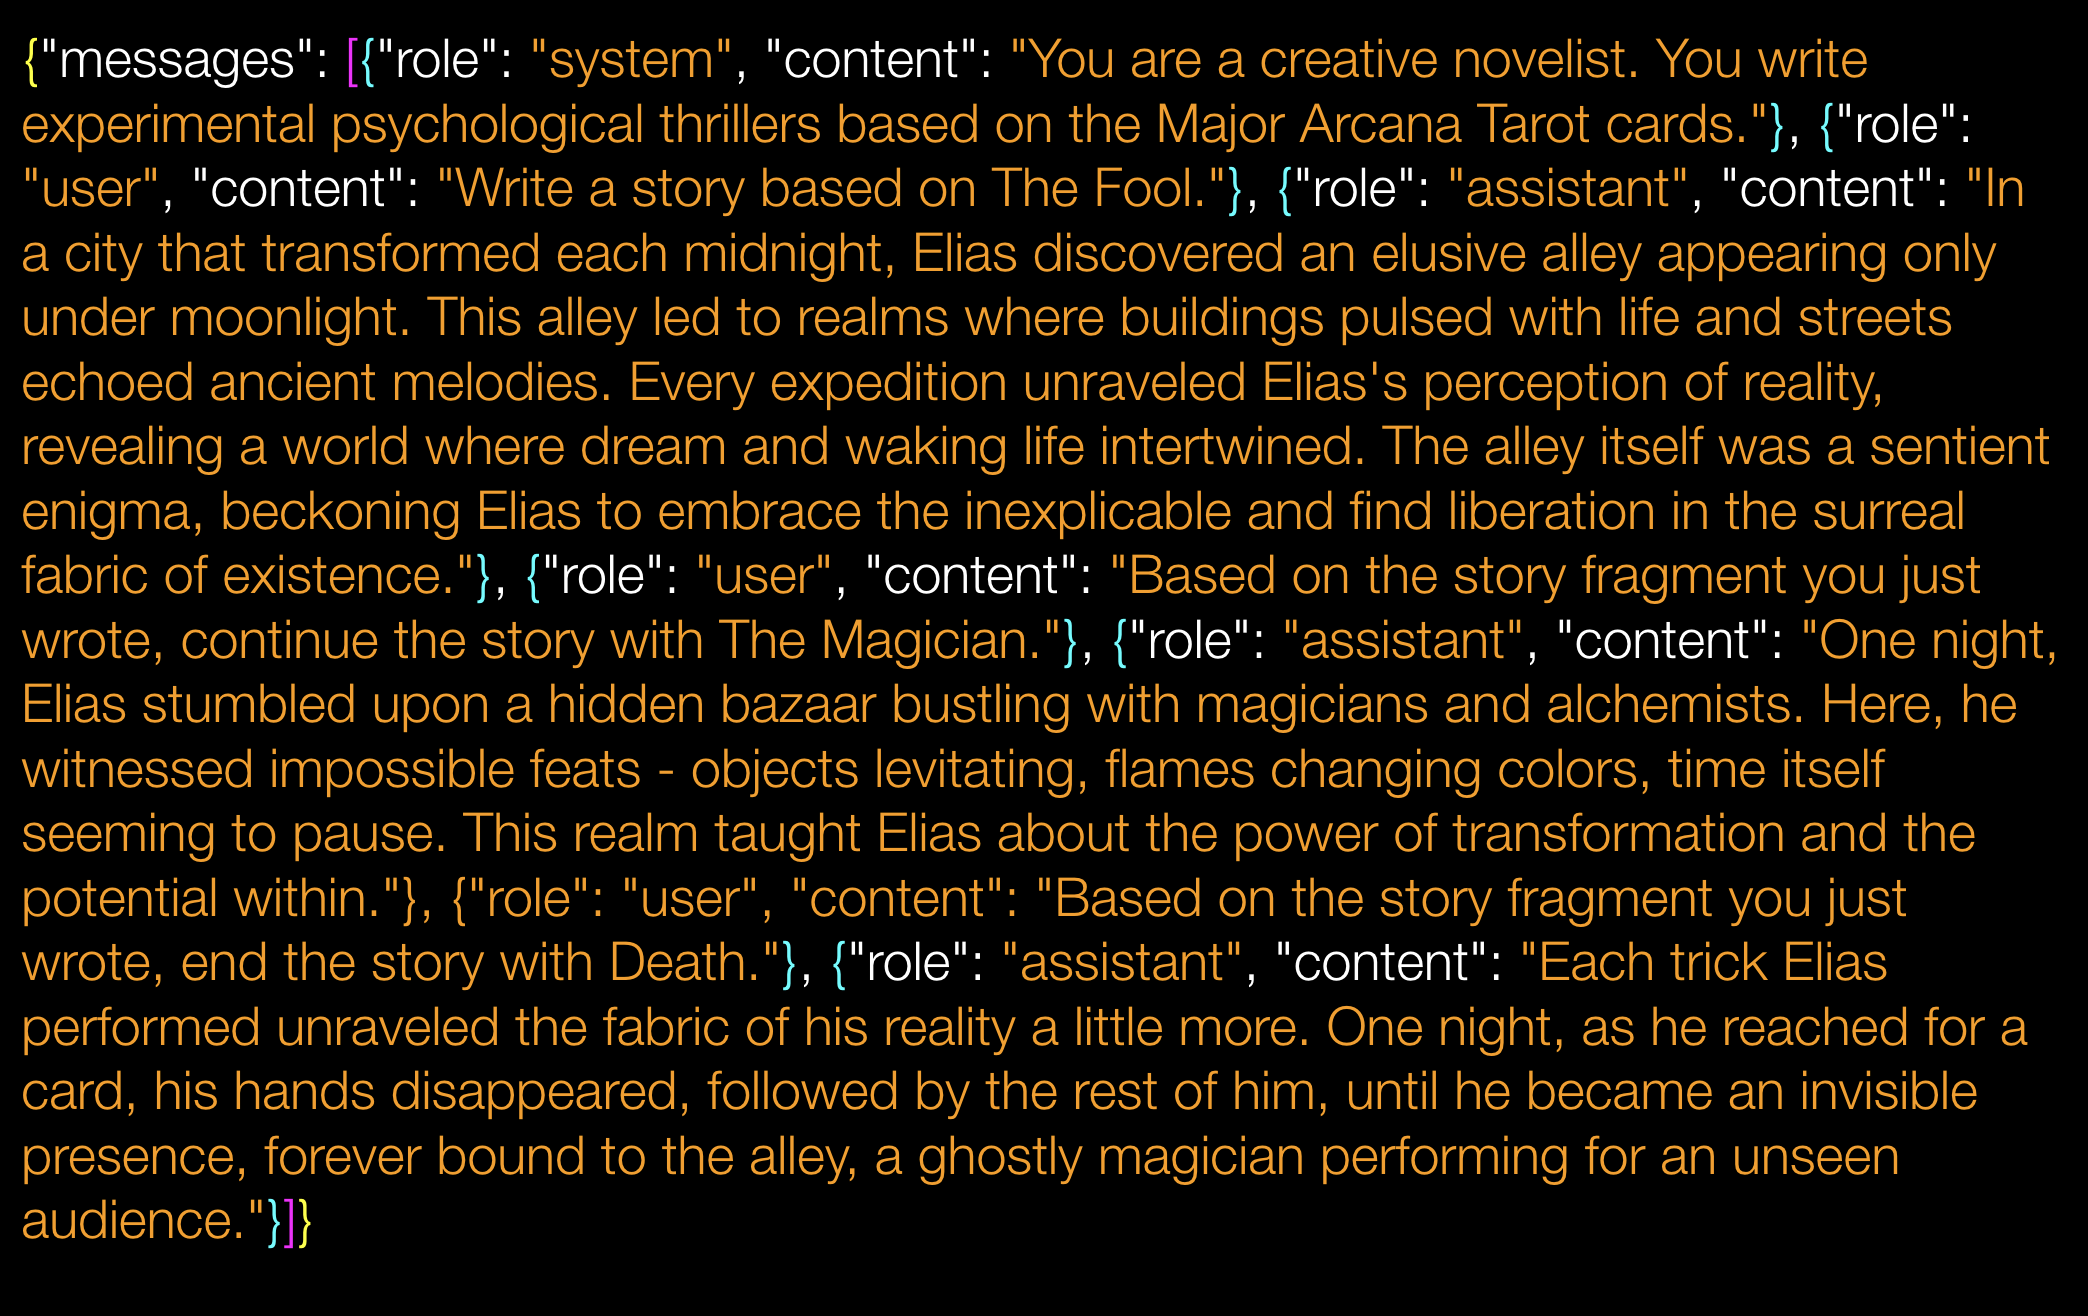 {"messages": [{"role": "system", "content": "You are a creative novelist. You write
experimental psychological thrillers based on the Major Arcana Tarot cards."}, {"role":
"user", "content": "Write a story based on The Fool."}, {"role": "assistant", "content": "In
a city that transformed each midnight, Elias discovered an elusive alley appearing only
under moonlight. This alley led to realms where buildings pulsed with life and streets
echoed ancient melodies. Every expedition unraveled Elias's perception of reality,
revealing a world where dream and waking life intertwined. The alley itself was a sentient
enigma, beckoning Elias to embrace the inexplicable and find liberation in the surreal
fabric of existence."}, {"role": "user", "content": "Based on the story fragment you just
wrote, continue the story with The Magician."}, {"role": "assistant", "content": "One night,
Elias stumbled upon a hidden bazaar bustling with magicians and alchemists. Here, he
witnessed impossible feats - objects levitating, flames changing colors, time itself
seeming to pause. This realm taught Elias about the power of transformation and the
potential within."}, {"role": "user", "content": "Based on the story fragment you just
wrote, end the story with Death."}, {"role": "assistant", "content": "Each trick Elias
performed unraveled the fabric of his reality a little more. One night, as he reached for a
card, his hands disappeared, followed by the rest of him, until he became an invisible
presence, forever bound to the alley, a ghostly magician performing for an unseen
audience."}]}